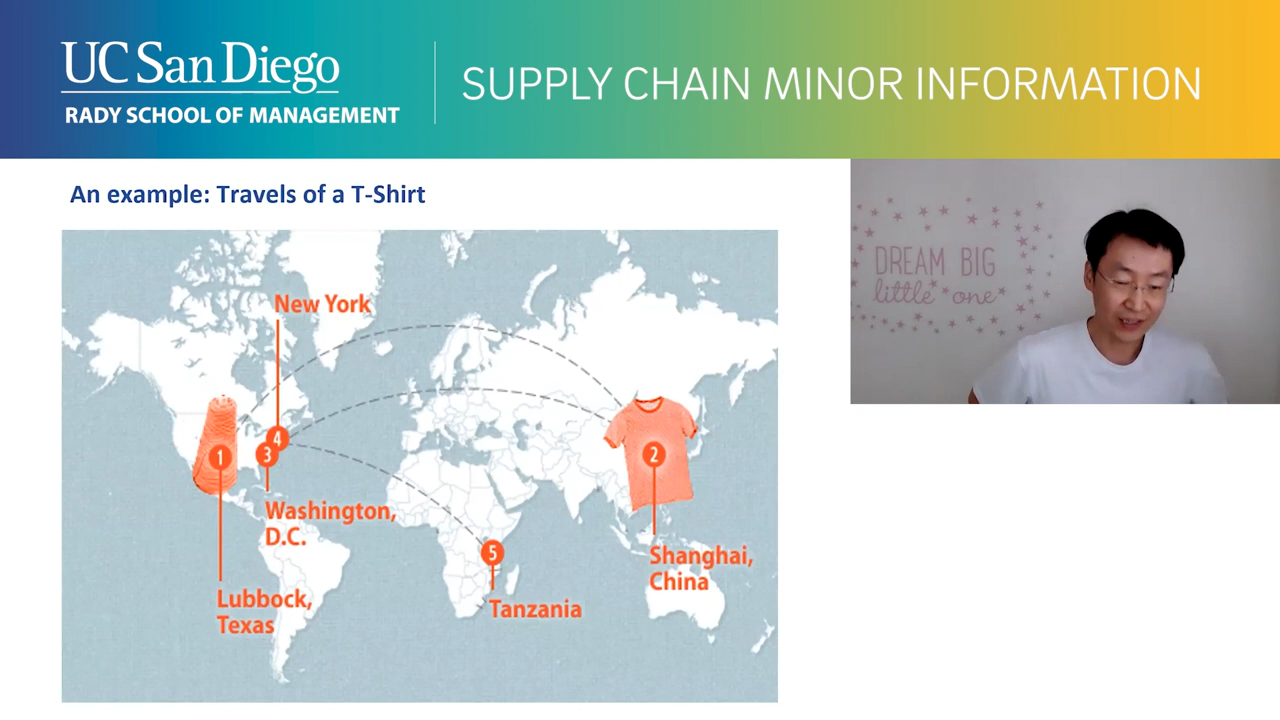 UC San Diego
RADY SCHOOL OF MANAGEMENT
SUPPLY CHAIN MINOR INFORMATION
An example: Travels of a T-Shirt
DREAM BIG
little one
New York
1
4
3
2
Washington,
D.C.
5
Shanghai,
China
Lubbock,
Texas
Tanzania